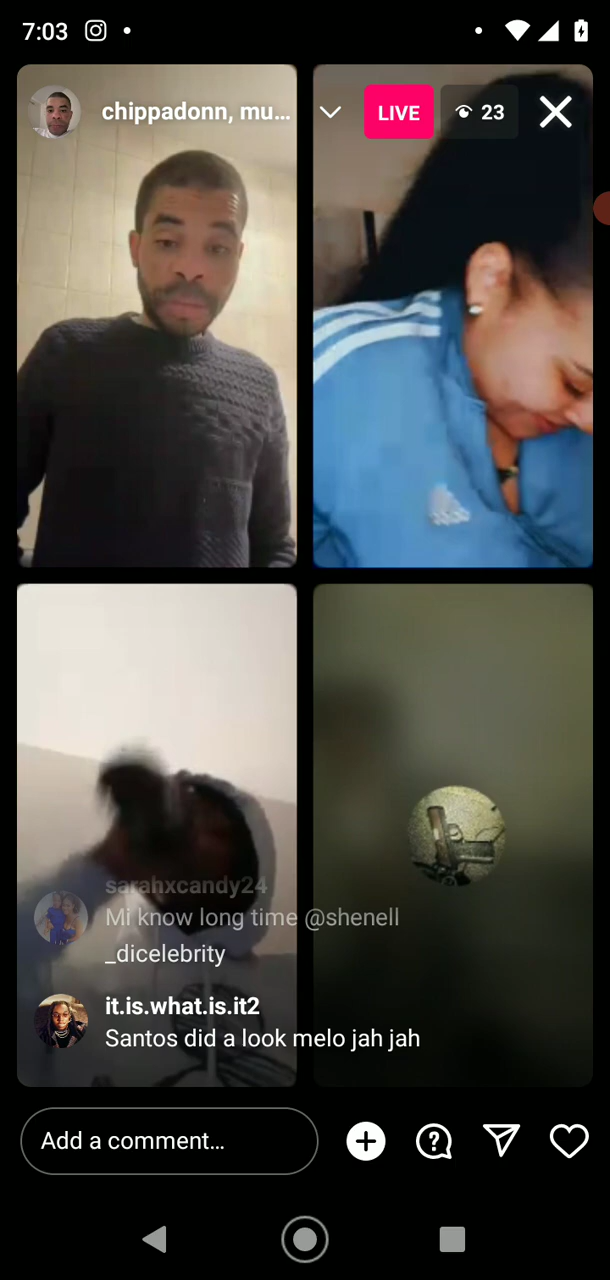 7:03
chippadonn, mu...
LIVE
23
sarahxcandy24
Mi know long time @shenell
_dicelebrity
it.is.what.is.it2
Santos did a look melo jah jah
Add a comment...